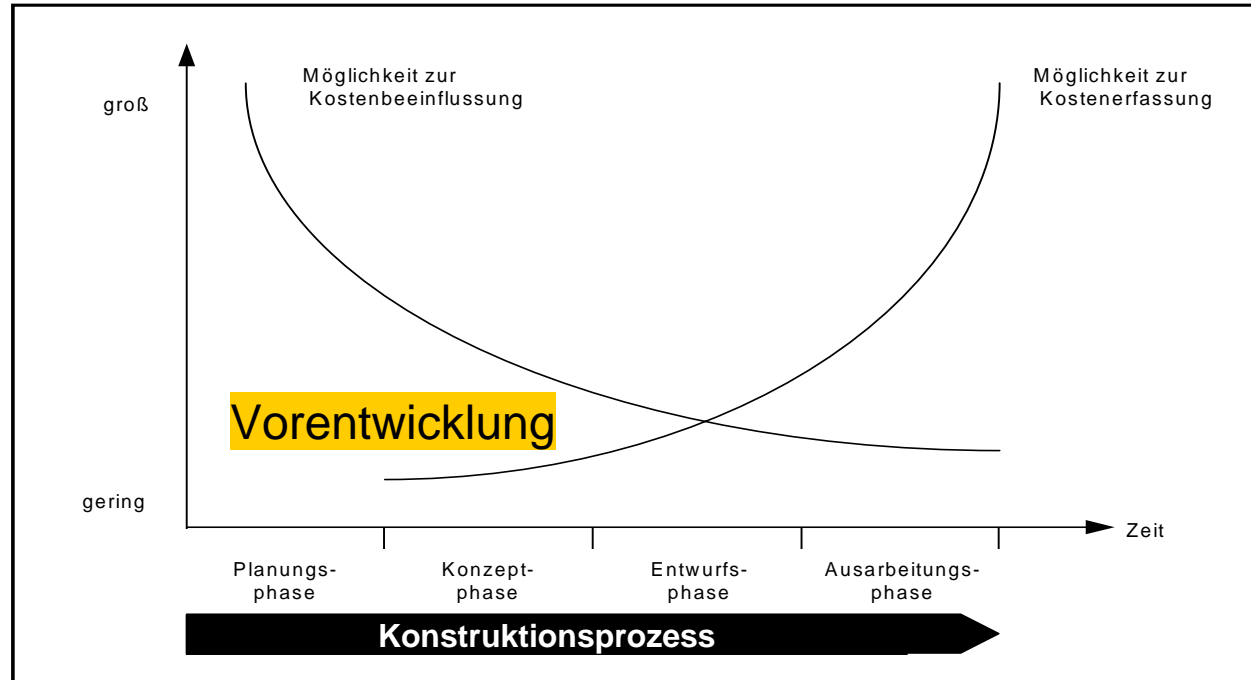 groß
Möglichkeit zur
Kostenbeeinflussung
Möglichkeit zur
Kostenerfassung
Vorentwicklung
gering
Zeit
Planungs-
phase
Konzept-
phase
Entwurfs-
phase
Ausarbeitungs-
phase
Konstruktionsprozess